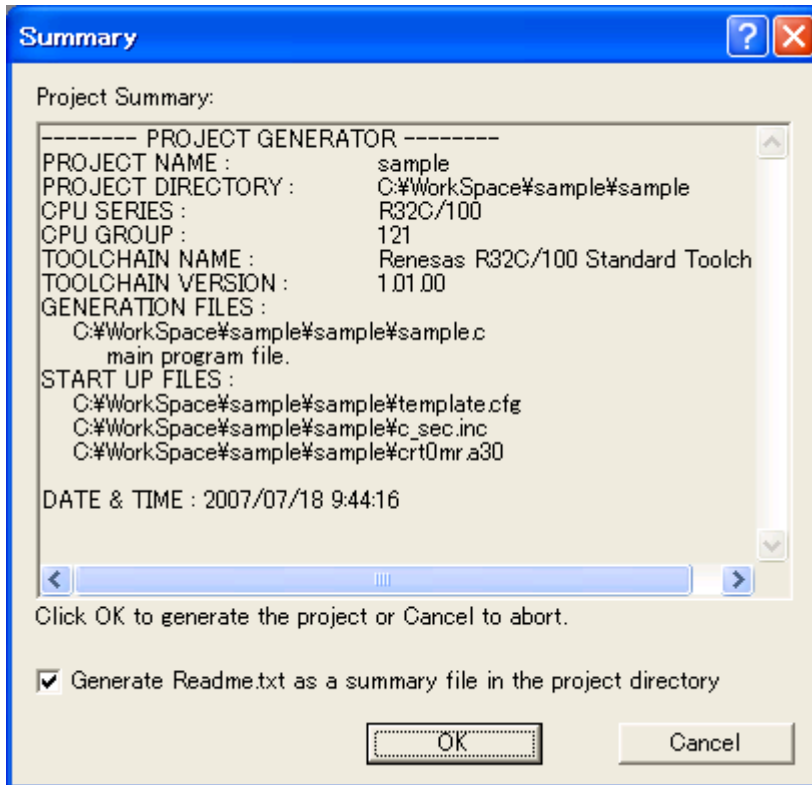 Summary
Project Summary:
-------- PROJECT GENERATOR --------
PROJECT NAME : sample
PROJECT DIRECTORY : C:¥WorkSpace¥sample¥sample
CPU SERIES : R32C/100
CPU GROUP : 121
TOOLCHAIN NAME : Renesas R32C/100 Standard Toolch
TOOLCHAIN VERSION : 1.01.00
GENERATION FILES :
C:¥WorkSpace¥sample¥sample¥sample.c
main program file.
START UP FILES :
C:¥WorkSpace¥sample¥sample¥template.cfg
C:¥WorkSpace¥sample¥sample¥c_sec.inc
C:¥WorkSpace¥sample¥sample¥crt0mr.a30
DATE & TIME : 2007/07/18 9:44:16
Click OK to generate the project or Cancel to abort.
Generate Readme.txt as a summary file in the project directory
OK Cancel